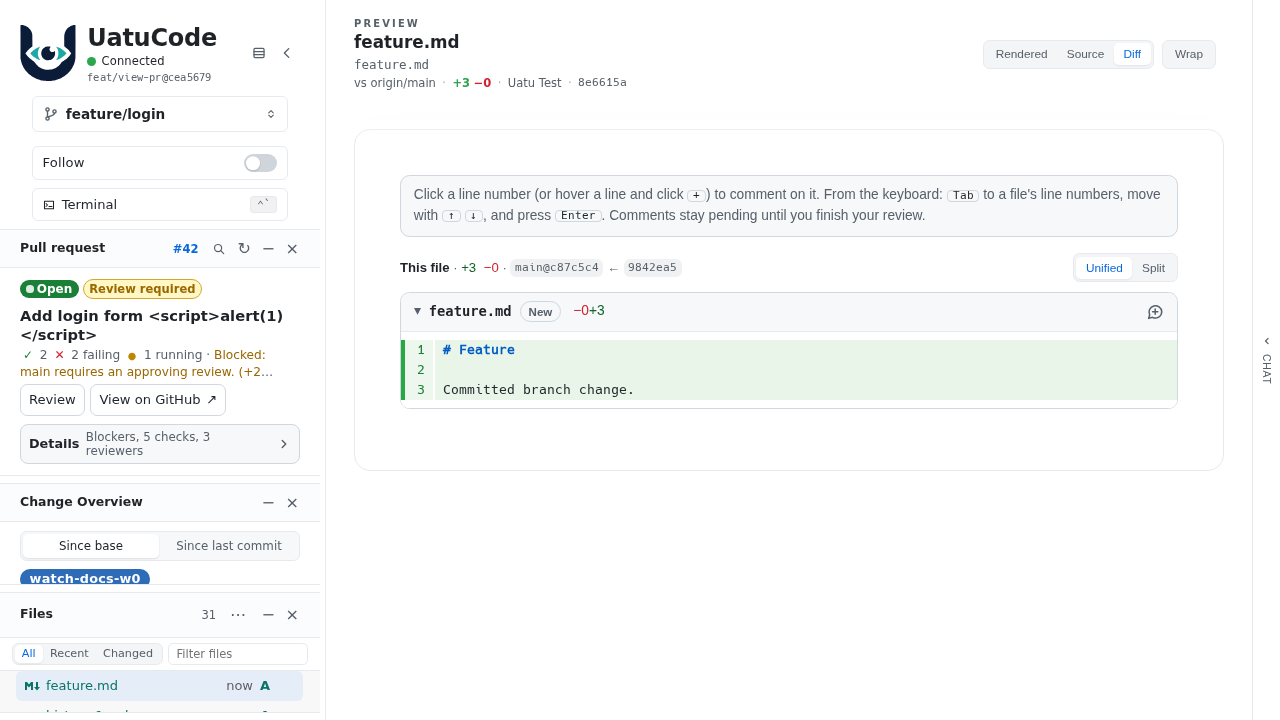 UatuCode
Connected
feat/view-pr@cea5679
feature/login
Follow
Terminal ⌃`
Pull request #42 ↻ − ×
Open Review required
Add login form <script>alert(1)
</script>
✓ 2 ✕ 2 failing ● 1 running · Blocked:
main requires an approving review. (+2…
Review View on GitHub ↗
Details Blockers, 5 checks, 3
reviewers
Change Overview − ×
Since base Since last commit
watch-docs-w0
Files 31 ⋯ − ×
All Recent Changed Filter files
feature.md now A
PREVIEW
feature.md
feature.md
vs origin/main · +3 −0 · Uatu Test · 8e6615a
Rendered Source Diff Wrap
Click a line number (or hover a line and click +) to comment on it. From the keyboard: Tab to a file's line numbers, move
with ↑ ↓, and press Enter. Comments stay pending until you finish your review.
This file · +3 −0 · main@c87c5c4 ← 9842ea5
Unified Split
▼ feature.md New −0+3
1 # Feature
2
3 Committed branch change.
‹ CHAT